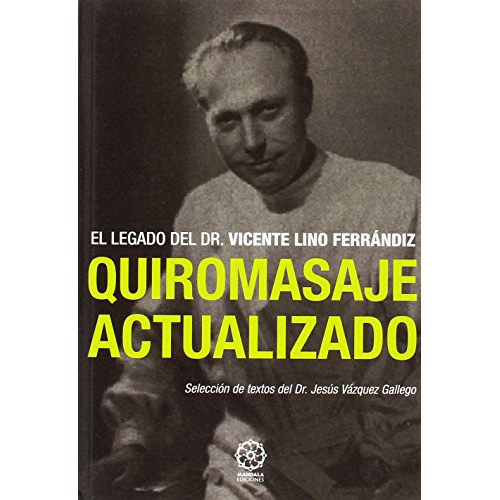 EL LEGADO DEL DR. VICENTE LINO FERRÁNDIZ
QUIROMASAJE
ACTUALIZADO
Selección de textos del Dr. Jesús Vázquez Gallego
MANDALA
EDICIONES